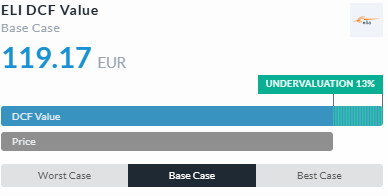 ELI DCF Value
Base Case
elia
119.17 EUR
UNDERVALUATION 13%
DCF Value
Price
Worst Case Base Case Best Case